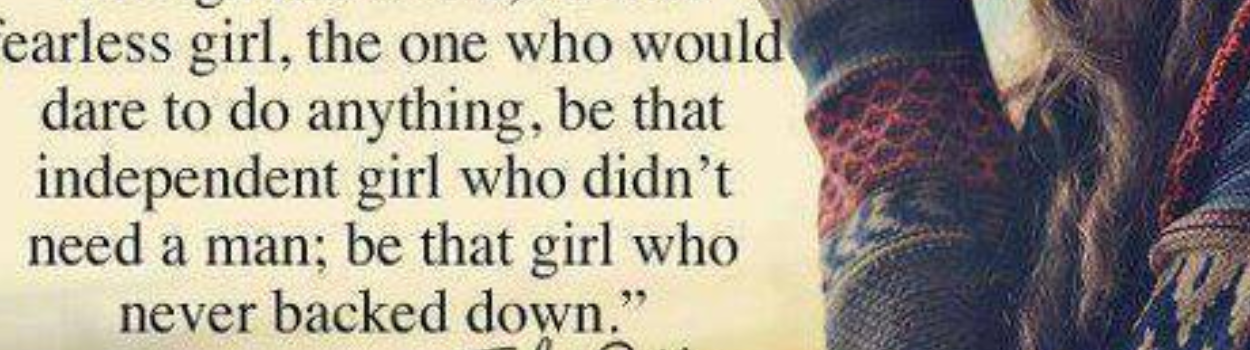 fearless girl, the one who would
dare to do anything, be that
independent girl who didn’t
need a man; be that girl who
never backed down.”